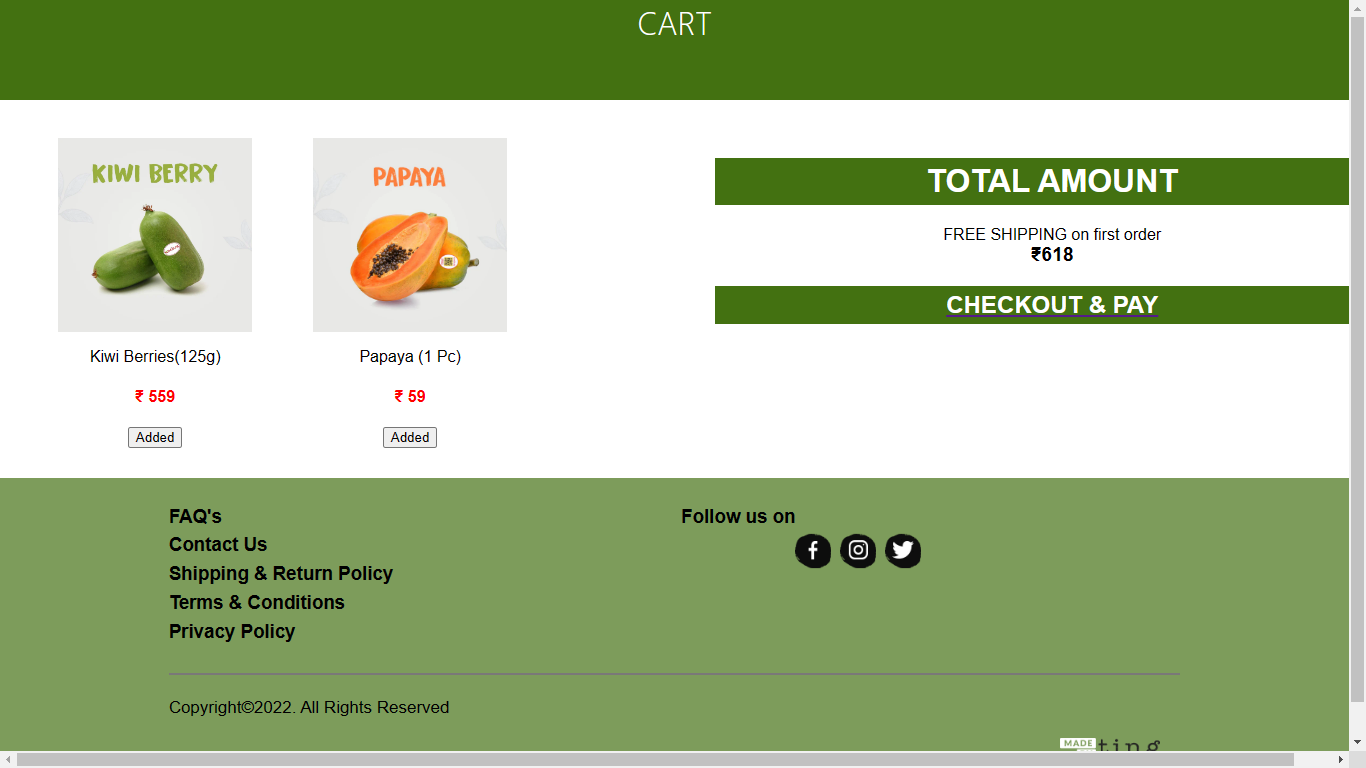 CART
KIWI BERRY
PAPAYA
Kiwi Berries(125g)
Papaya (1 Pc)
₹ 559
₹ 59
Added
Added
TOTAL AMOUNT
FREE SHIPPING on first order
₹618
CHECKOUT & PAY
FAQ's
Contact Us
Shipping & Return Policy
Terms & Conditions
Privacy Policy
Follow us on
Copyright©2022. All Rights Reserved
MADE